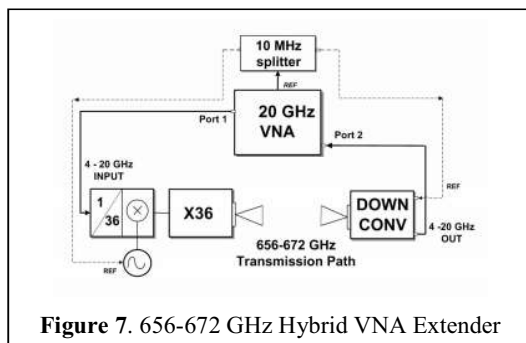 10 MHz
splitter
REF
Port 1
20 GHz
VNA
Port 2
4 - 20 GHz
INPUT
1
36
X36
REF
656-672 GHz
Transmission Path
DOWN
CONV
REF
4 -20 GHz
OUT
Figure 7. 656-672 GHz Hybrid VNA Extender